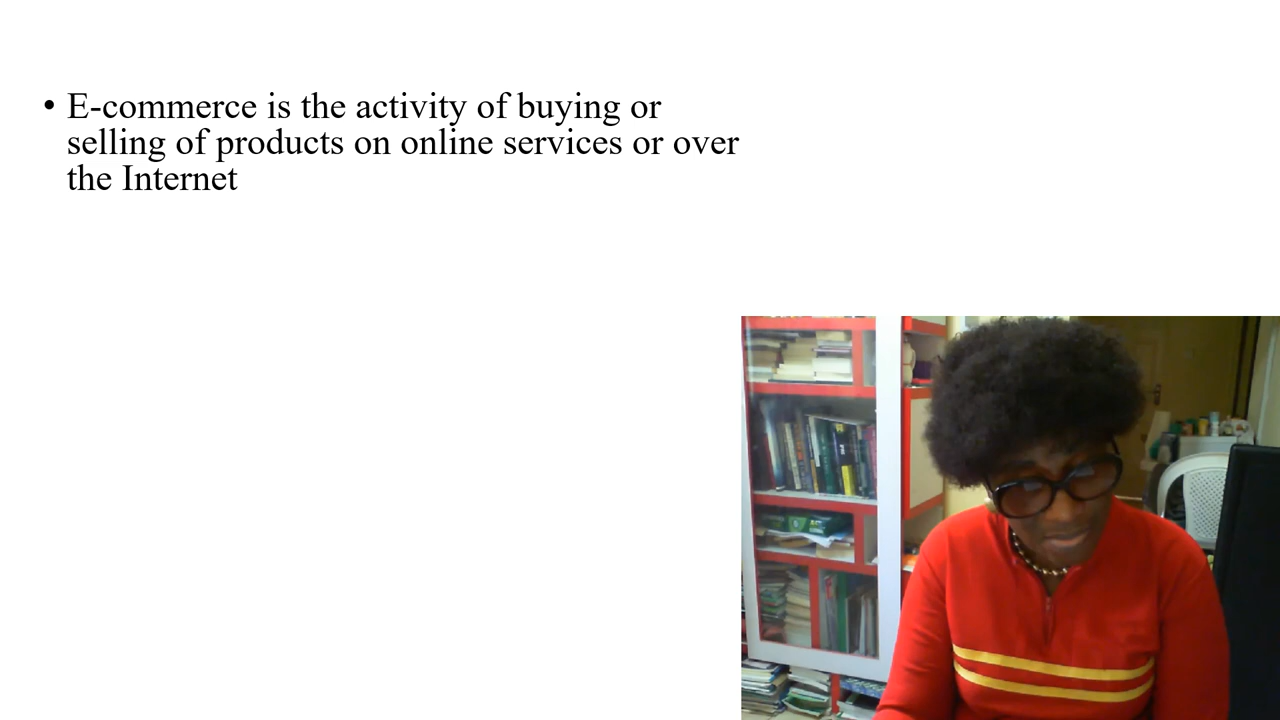 • E-commerce is the activity of buying or
selling of products on online services or over
the Internet